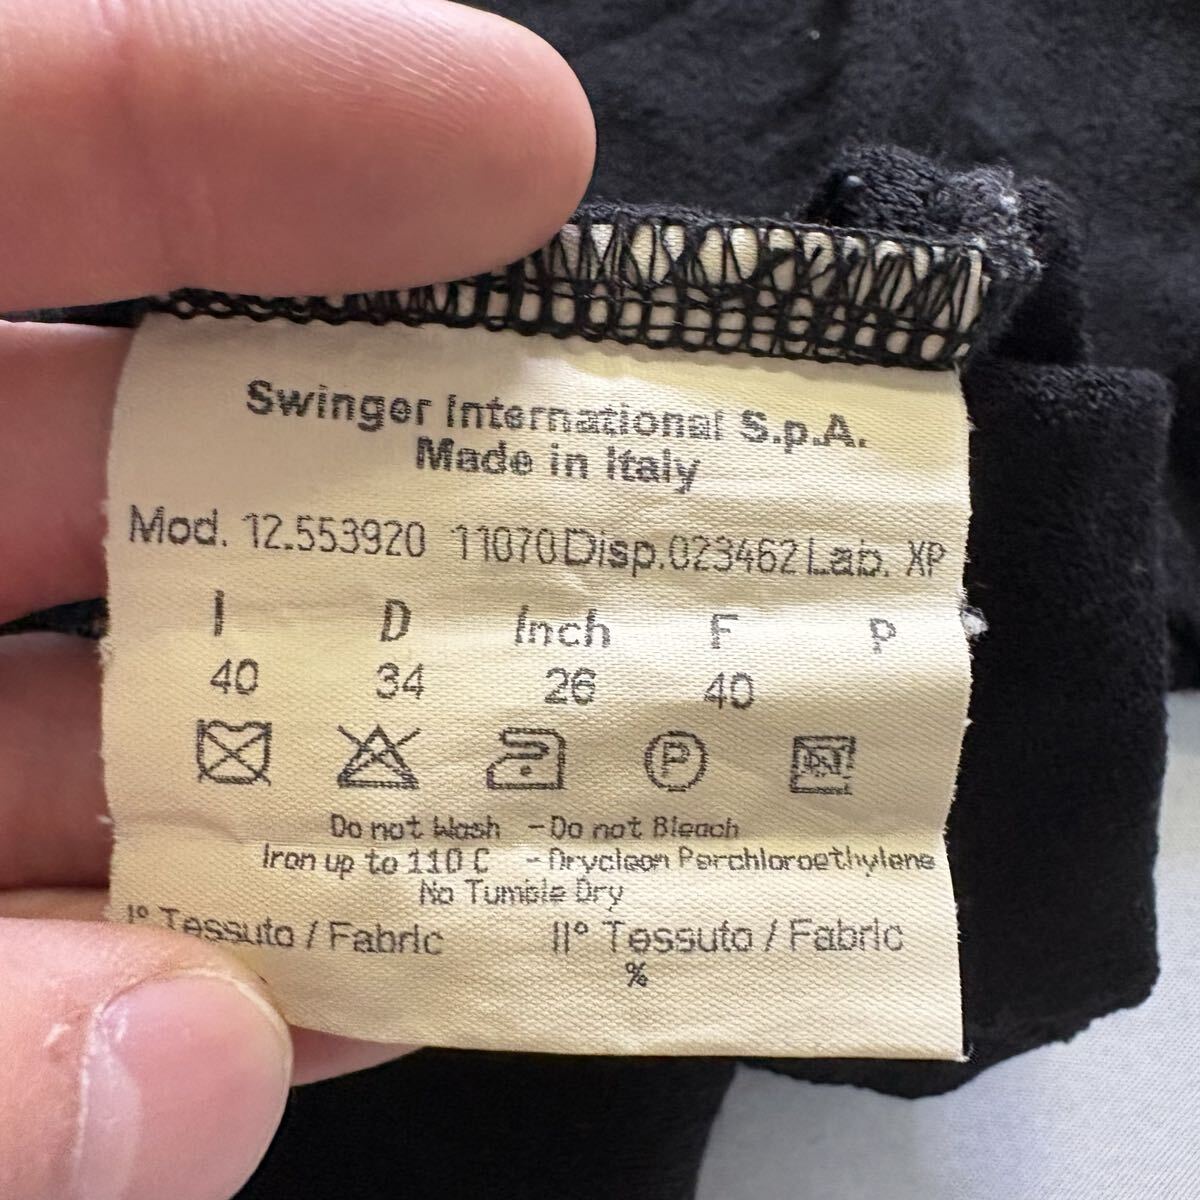 Swinger International S.p.A.
Made in Italy
Mod. 12.553920 11070 Disp.023462 Lab. XP
I D Inch F P
40 34 26 40
P
Do not Wash - Do not Bleach
Iron up to 110 C - Dryclean Perchloroethylene
No Tumble Dry
I° Tessuto / Fabric II° Tessuto / Fabric
%